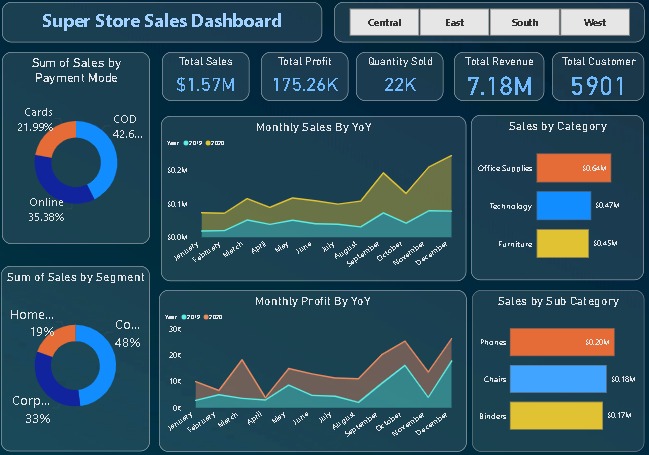 Super Store Sales Dashboard
Central
East
South
West
Sum of Sales by
Payment Mode
Cards
21.99%
COD
42.6...
Online
35.38%
Total Sales
$1.57M
Total Profit
175.26K
Quantity Sold
22K
Total Revenue
7.18M
Total Customer
5901
Monthly Sales By YoY
Year 2019 2020
$0.2M
$0.1M
$0.0M
January
February
March
April
May
June
July
August
September
October
November
December
Sales by Category
Office Supplies
$0.64M
Technology
$0.47M
Furniture
$0.45M
Sum of Sales by Segment
Home...
19%
Co...
48%
Corp...
33%
Monthly Profit By YoY
Year 2019 2020
30K
20K
10K
0K
January
February
March
April
May
June
July
August
September
October
November
December
Sales by Sub Category
Phones
$0.20M
Chairs
$0.18M
Binders
$0.17M